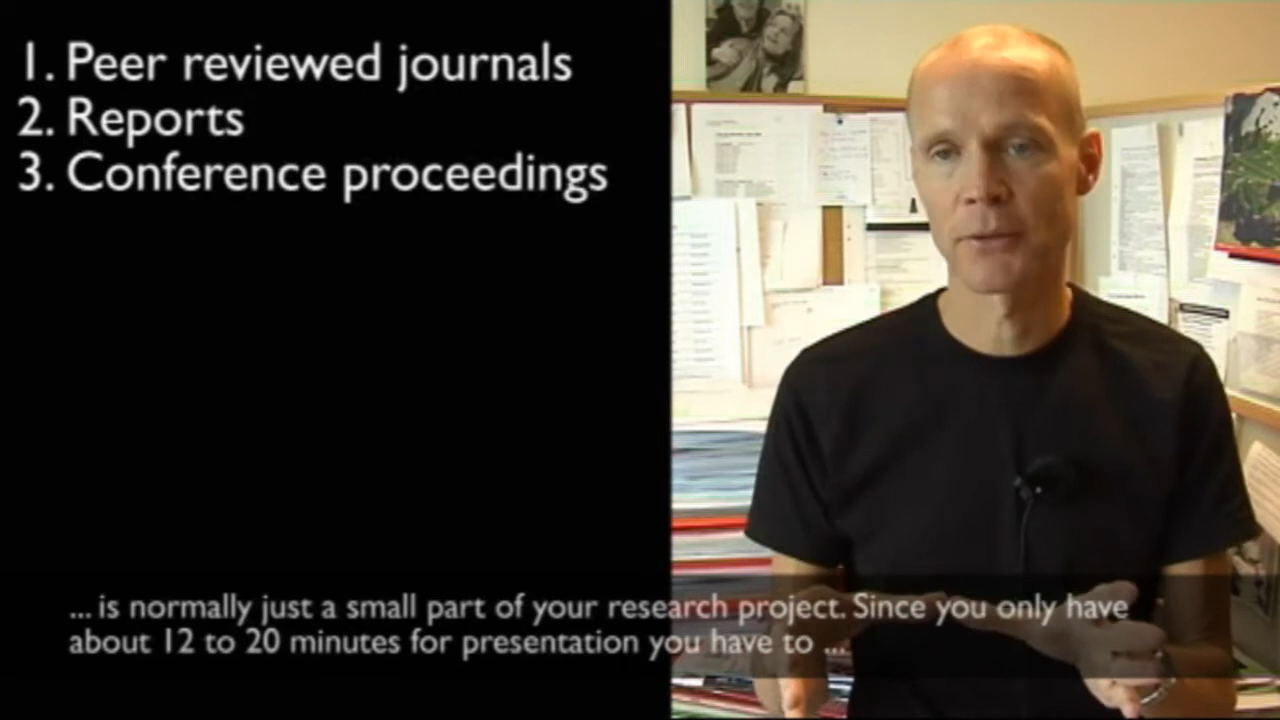 1. Peer reviewed journals
2. Reports
3. Conference proceedings
... is normally just a small part of your research project. Since you only have
about 12 to 20 minutes for presentation you have to ...